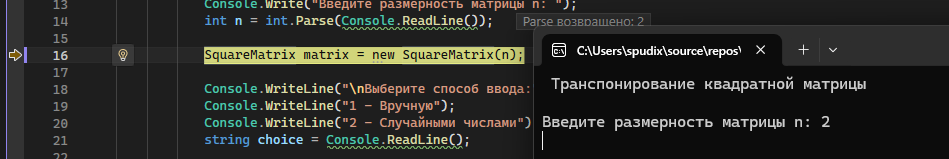 13 Console.Write("Введите размерность матрицы n: ");
14 int n = int.Parse(Console.ReadLine()); Parse возвращено: 2
15
16 SquareMatrix matrix = new SquareMatrix(n);
17
18 Console.WriteLine("\nВыберите способ ввода:
19 Console.WriteLine("1 - Вручную");
20 Console.WriteLine("2 - Случайными числами")
21 string choice = Console.ReadLine();
22
C:\Users\spudix\source\repos\
Транспонирование квадратной матрицы
Введите размерность матрицы n: 2